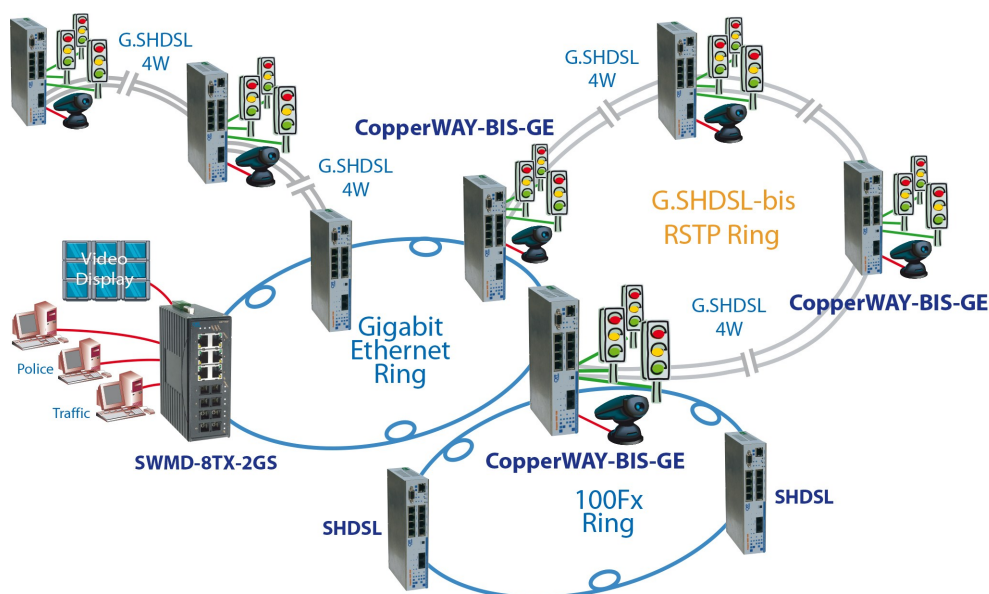 G.SHDSL
4W
G.SHDSL
4W
CopperWAY-BIS-GE
G.SHDSL
4W
G.SHDSL-bis
RSTP Ring
Video
Display
CopperWAY-BIS-GE
G.SHDSL
4W
Gigabit
Ethernet
Ring
Police
Traffic
SWMD-8TX-2GS
CopperWAY-BIS-GE
100Fx
Ring
SHDSL
SHDSL